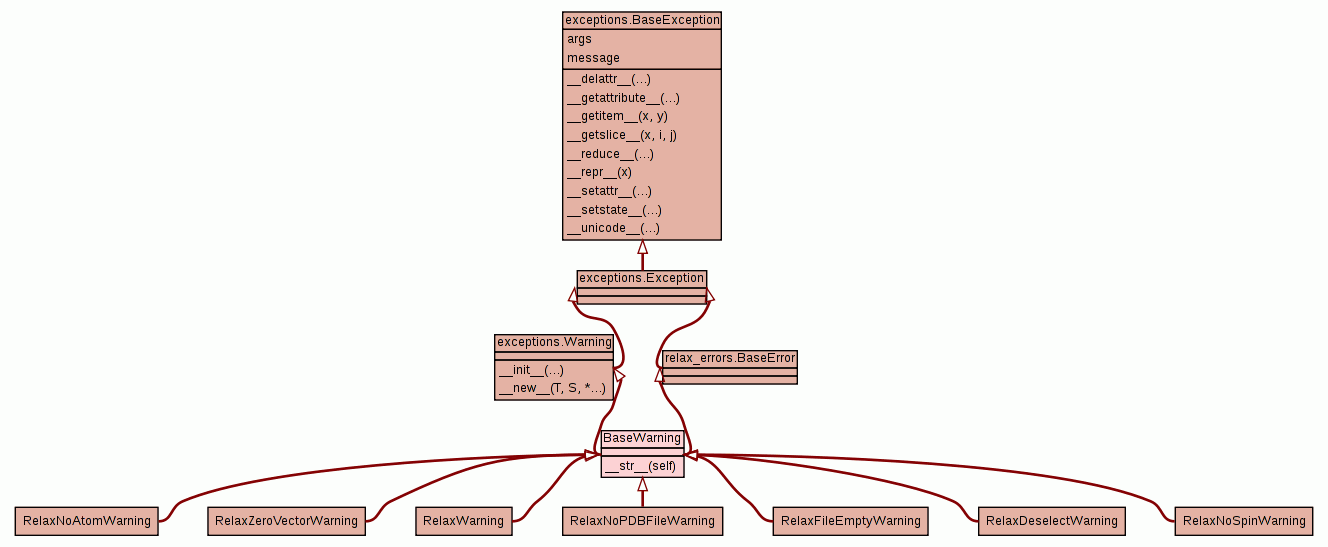 exceptions.BaseException
args
message
__delattr__(...)
__getattribute__(...)
__getitem__(x, y)
__getslice__(x, i, j)
__reduce__(...)
__repr__(x)
__setattr__(...)
__setstate__(...)
__unicode__(...)
exceptions.Exception
exceptions.Warning
__init__(...)
__new__(T, S, *...)
relax_errors.BaseError
BaseWarning
__str__(self)
RelaxNoAtomWarning
RelaxZeroVectorWarning
RelaxWarning
RelaxNoPDBFileWarning
RelaxFileEmptyWarning
RelaxDeselectWarning
RelaxNoSpinWarning